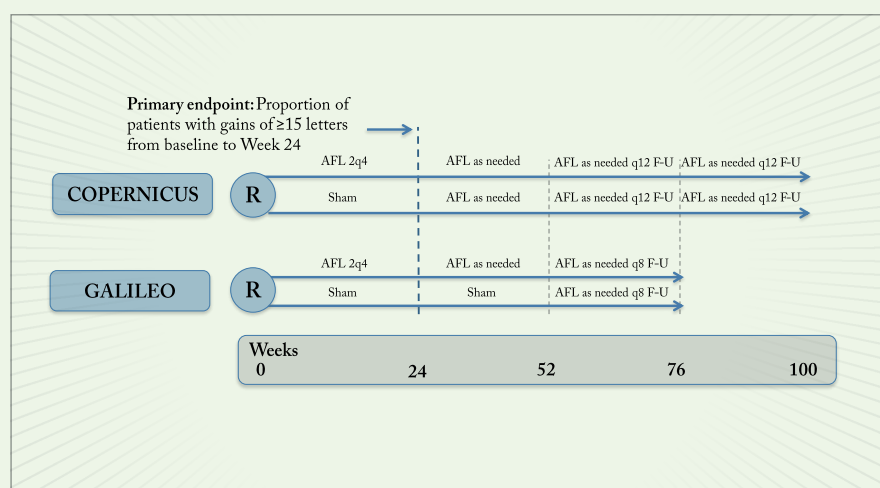 Primary endpoint: Proportion of
patients with gains of ≥15 letters
from baseline to Week 24
AFL 2q4 AFL as needed AFL as needed q12 F-U AFL as needed q12 F-U
COPERNICUS R
Sham AFL as needed AFL as needed q12 F-U AFL as needed q12 F-U
AFL 2q4 AFL as needed AFL as needed q8 F-U
GALILEO R
Sham Sham AFL as needed q8 F-U
Weeks
0 24 52 76 100